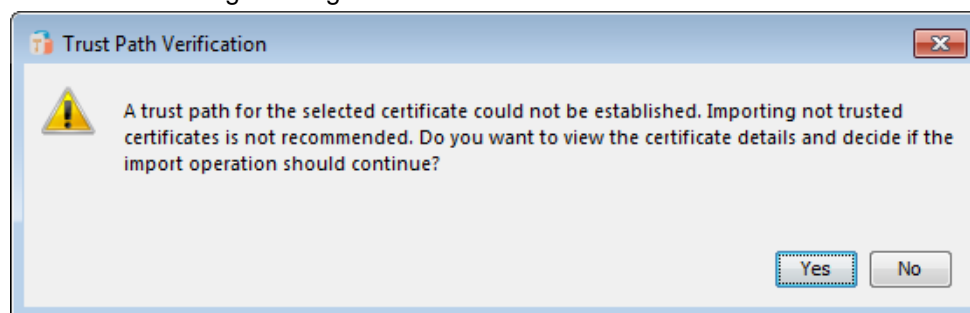 Trust Path Verification
A trust path for the selected certificate could not be established. Importing not trusted
certificates is not recommended. Do you want to view the certificate details and decide if the
import operation should continue?
Yes No